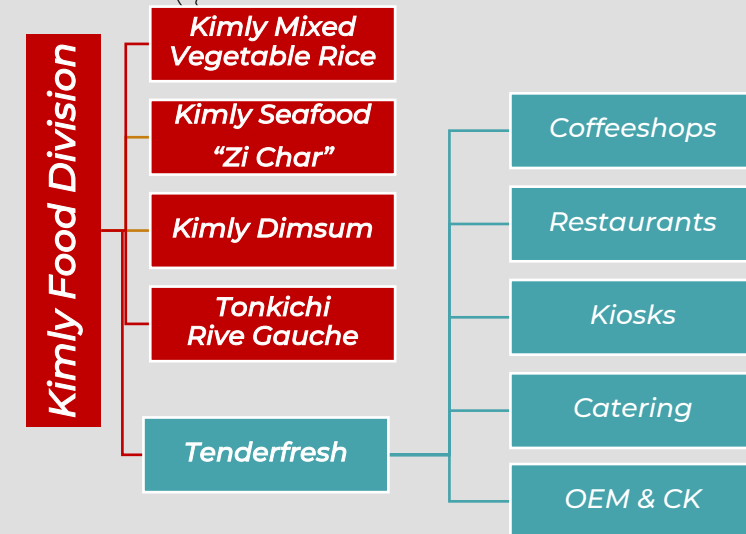 Kimly Food Division
Kimly Mixed
Vegetable Rice
Kimly Seafood
“Zi Char”
Kimly Dimsum
Tonkichi
Rive Gauche
Tenderfresh
Coffeeshops
Restaurants
Kiosks
Catering
OEM & CK